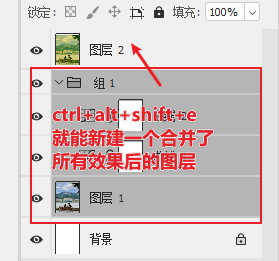 锁定:
填充: 100%
图层 2
组 1
ctrl+alt+shift+e
就能新建一个合并了
所有效果后的图层
图层 1
背景